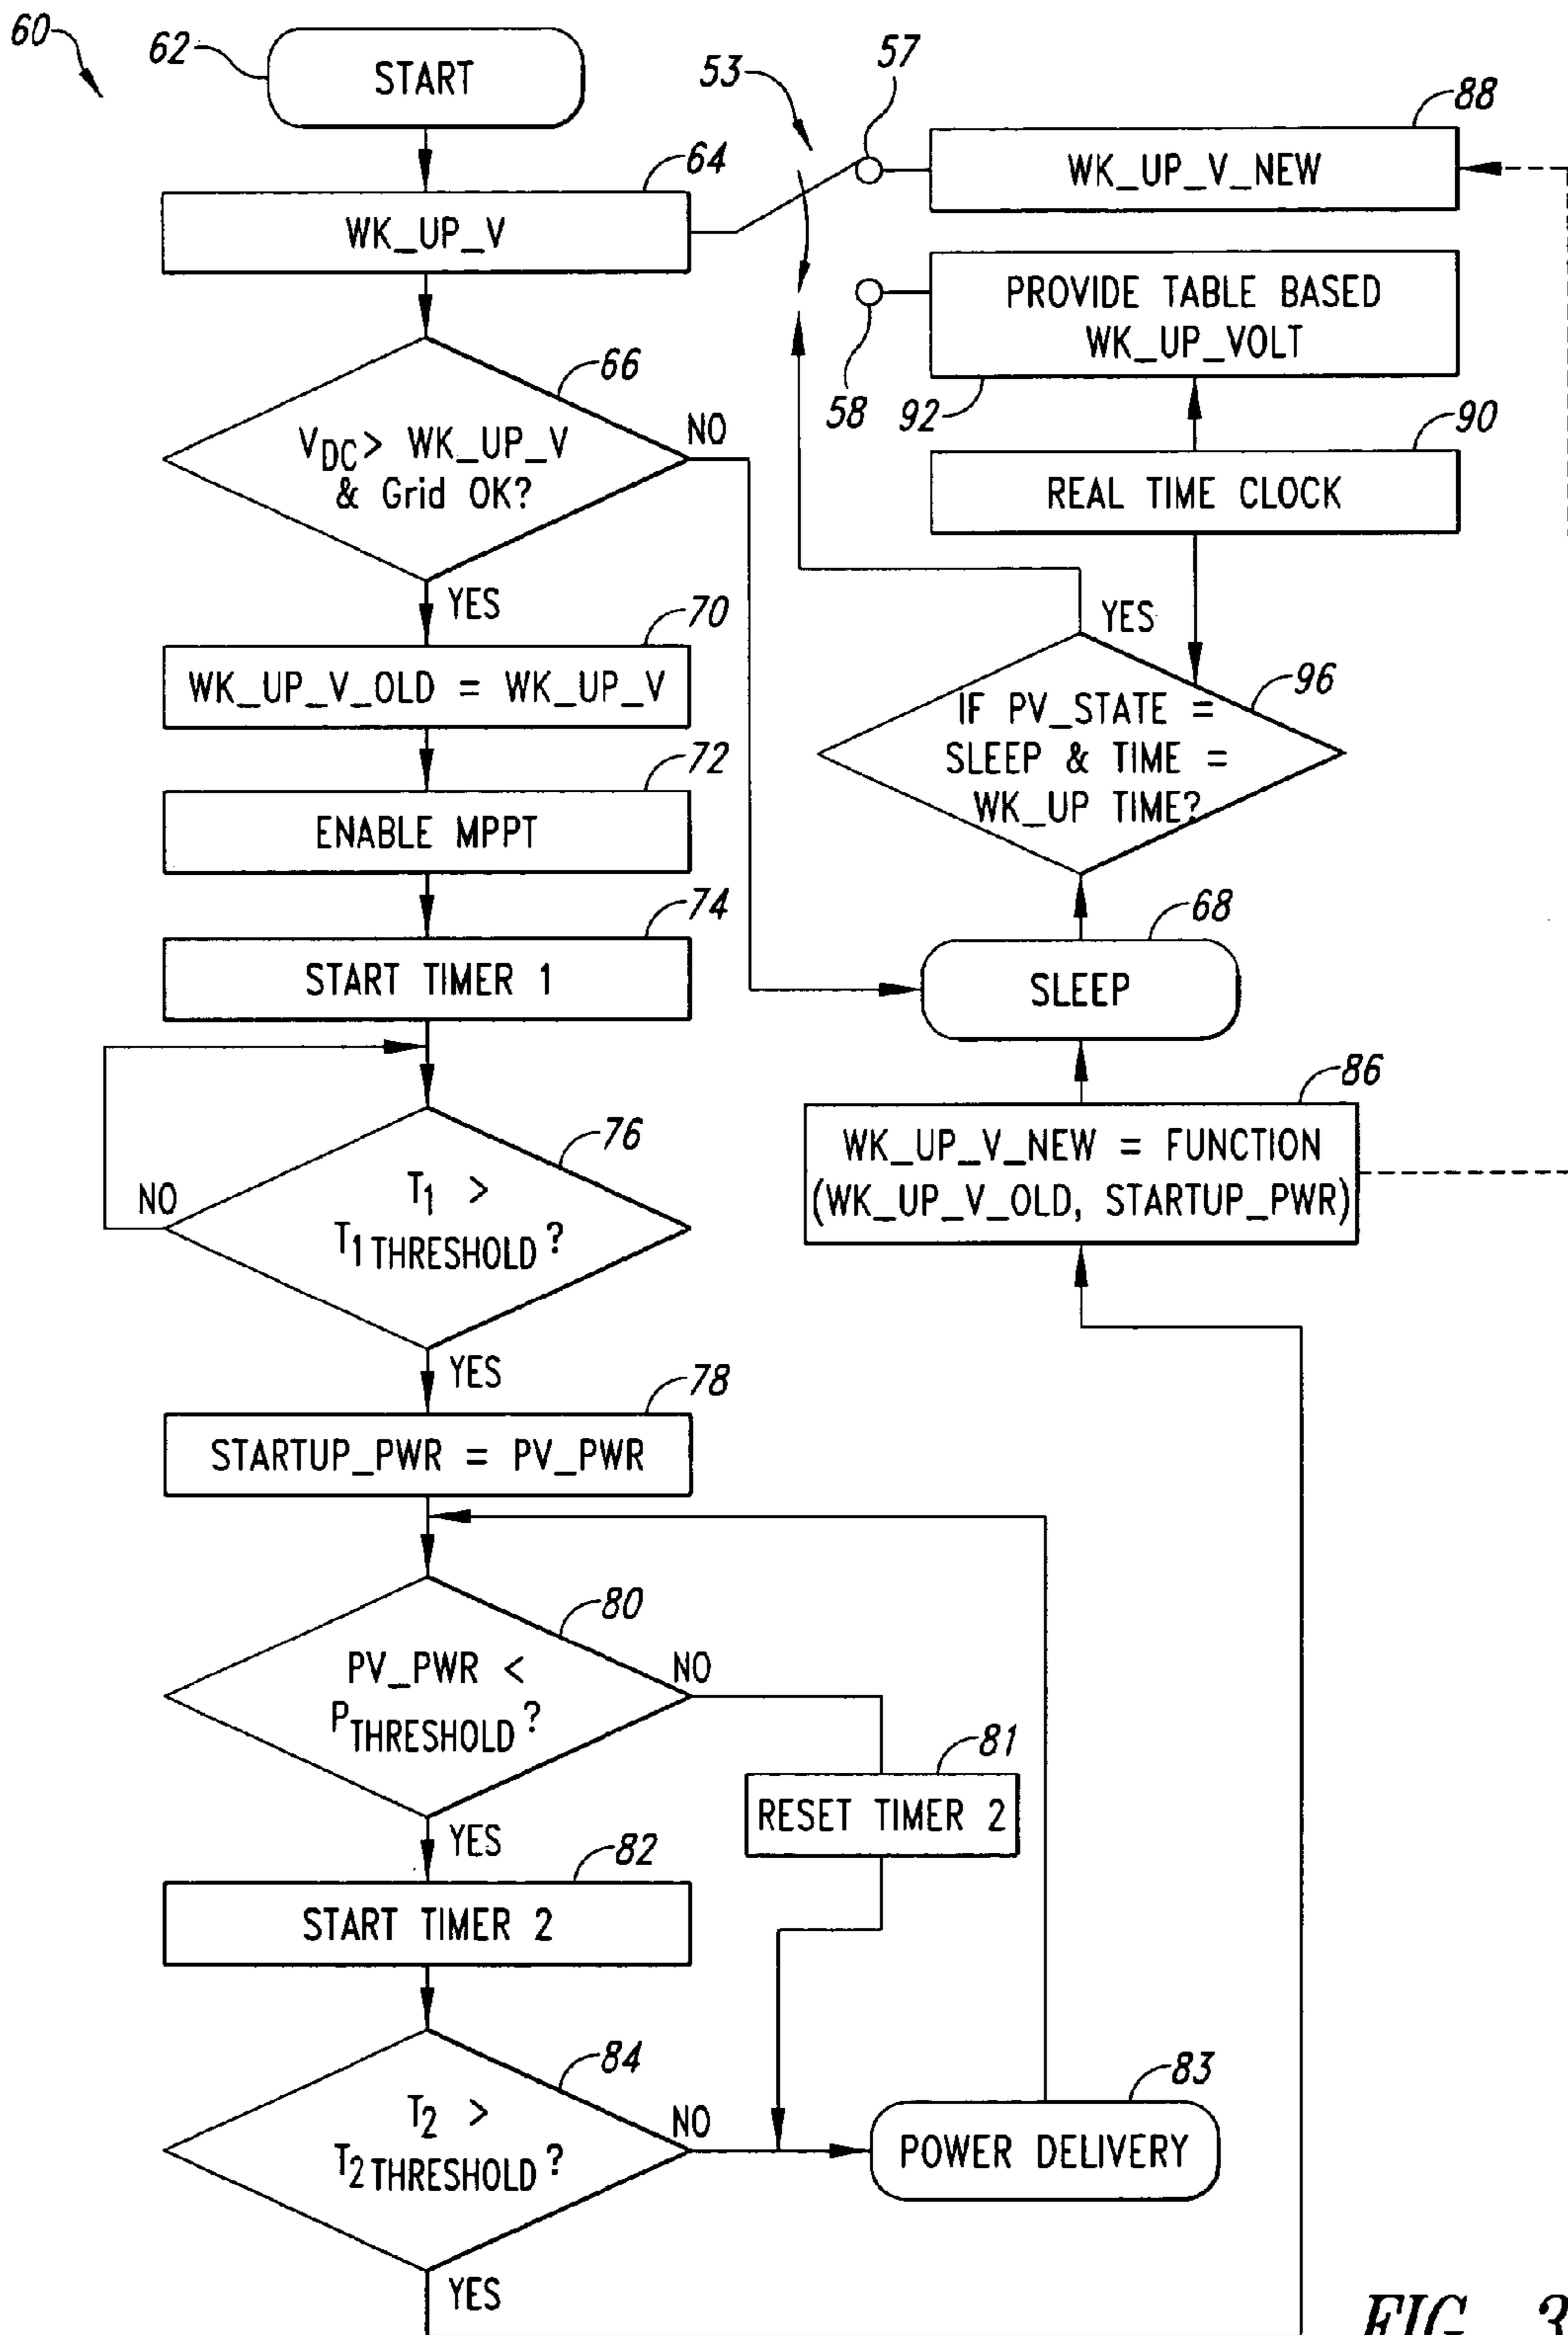 60
62
START
64
WK_UP_V
66
V_DC > WK_UP_V
& Grid OK?
NO
YES
70
WK_UP_V_OLD = WK_UP_V
72
ENABLE MPPT
74
START TIMER 1
76
T1 >
T1 THRESHOLD?
NO
YES
78
STARTUP_PWR = PV_PWR
80
PV_PWR <
PTHRESHOLD?
NO
81
RESET TIMER 2
YES
82
START TIMER 2
84
T2 >
T2 THRESHOLD?
NO
83
POWER DELIVERY
YES
53
57
88
WK_UP_V_NEW
58
92
PROVIDE TABLE BASED
WK_UP_VOLT
90
REAL TIME CLOCK
YES
96
IF PV_STATE =
SLEEP & TIME =
WK_UP TIME?
68
SLEEP
86
WK_UP_V_NEW = FUNCTION
(WK_UP_V_OLD, STARTUP_PWR)
FIG. 3